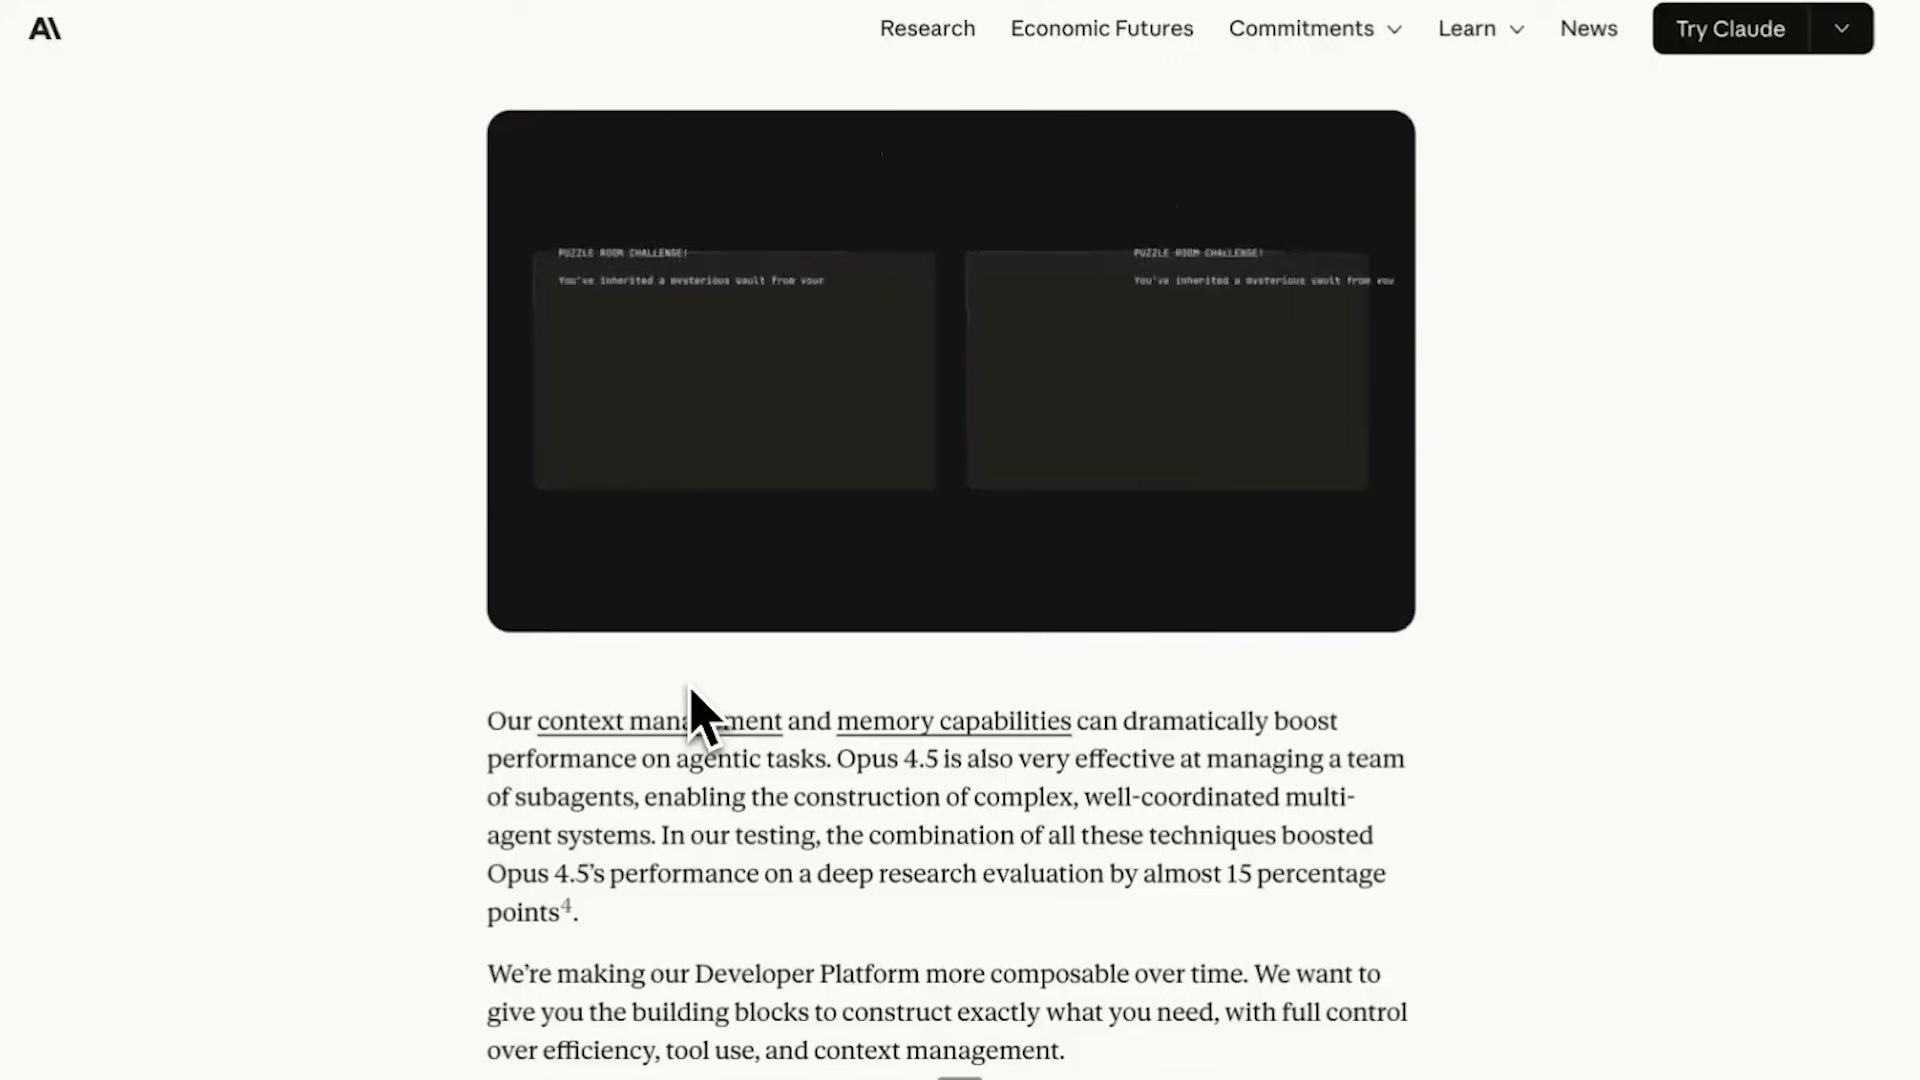 A\
Research Economic Futures Commitments Learn News Try Claude
PUZZLE ROOM CHALLENGE! PUZZLE ROOM CHALLENGE!
You've inherited a mysterious vault from your You've inherited a mysterious vault from you
Our context management and memory capabilities can dramatically boost
performance on agentic tasks. Opus 4.5 is also very effective at managing a team
of subagents, enabling the construction of complex, well-coordinated multi-
agent systems. In our testing, the combination of all these techniques boosted
Opus 4.5’s performance on a deep research evaluation by almost 15 percentage
points⁴.
We’re making our Developer Platform more composable over time. We want to
give you the building blocks to construct exactly what you need, with full control
over efficiency, tool use, and context management.